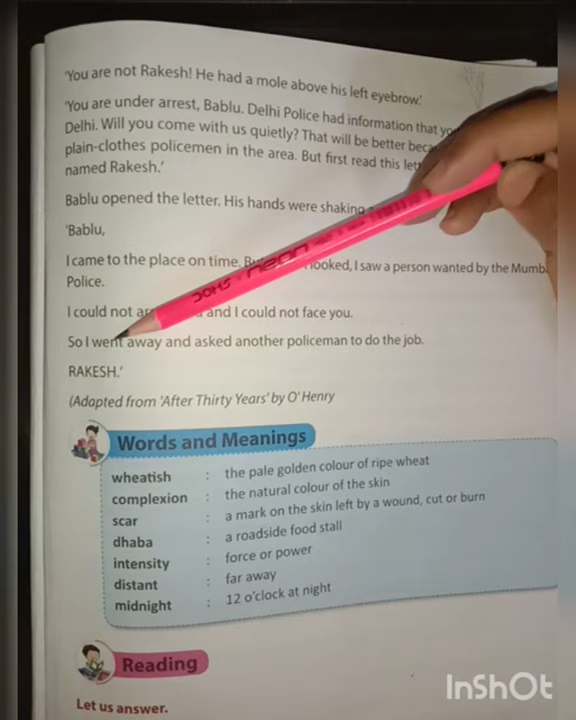 'You are not Rakesh! He had a mole above his left eyebrow.'
'You are under arrest, Bablu. Delhi Police had information that
Delhi. Will you come with us quietly? That will be better
plain-clothes policemen in the area. But first read this
named Rakesh.'
Bablu opened the letter. His hands were shaking
'Bablu,
I came to the place on time. looked, I saw a person wanted by the
Police.
I could not and I could not face you.
So I went away and asked another policeman to do the job.
RAKESH.'
(Adapted from 'After Thirty Years' by O' Henry
Words and Meanings
wheatish : the pale golden colour of ripe wheat
complexion : the natural colour of the skin
scar : a mark on the skin left by a wound, cut or burn
dhaba : a roadside food stall
intensity : force or power
distant : far away
midnight : 12 o'clock at night
Reading
Let us answer.
DOMS neon
InShOt